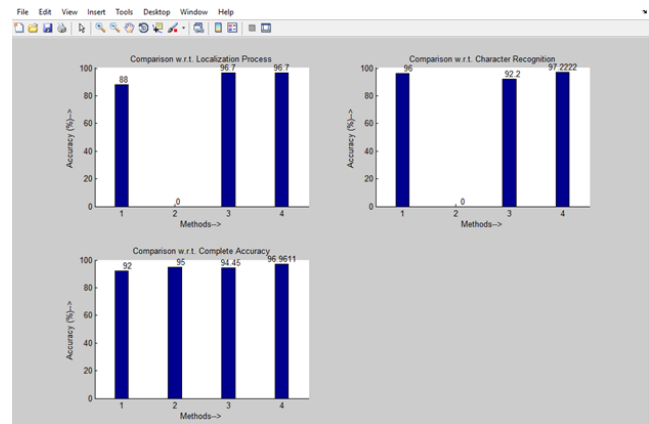 File Edit View Insert Tools Desktop Window Help
Comparison w.r.t. Localization Process
100
80
60
40
20
0
Accuracy (%)-->
88
0
96.7
96.7
1 2 3 4
Methods-->
Comparison w.r.t. Character Recognition
100
80
60
40
20
0
Accuracy (%)-->
96
0
92.2
97.2222
1 2 3 4
Methods-->
Comparison w.r.t. Complete Accuracy
100
80
60
40
20
0
Accuracy (%)-->
92
95
94.45
96.9611
1 2 3 4
Methods-->